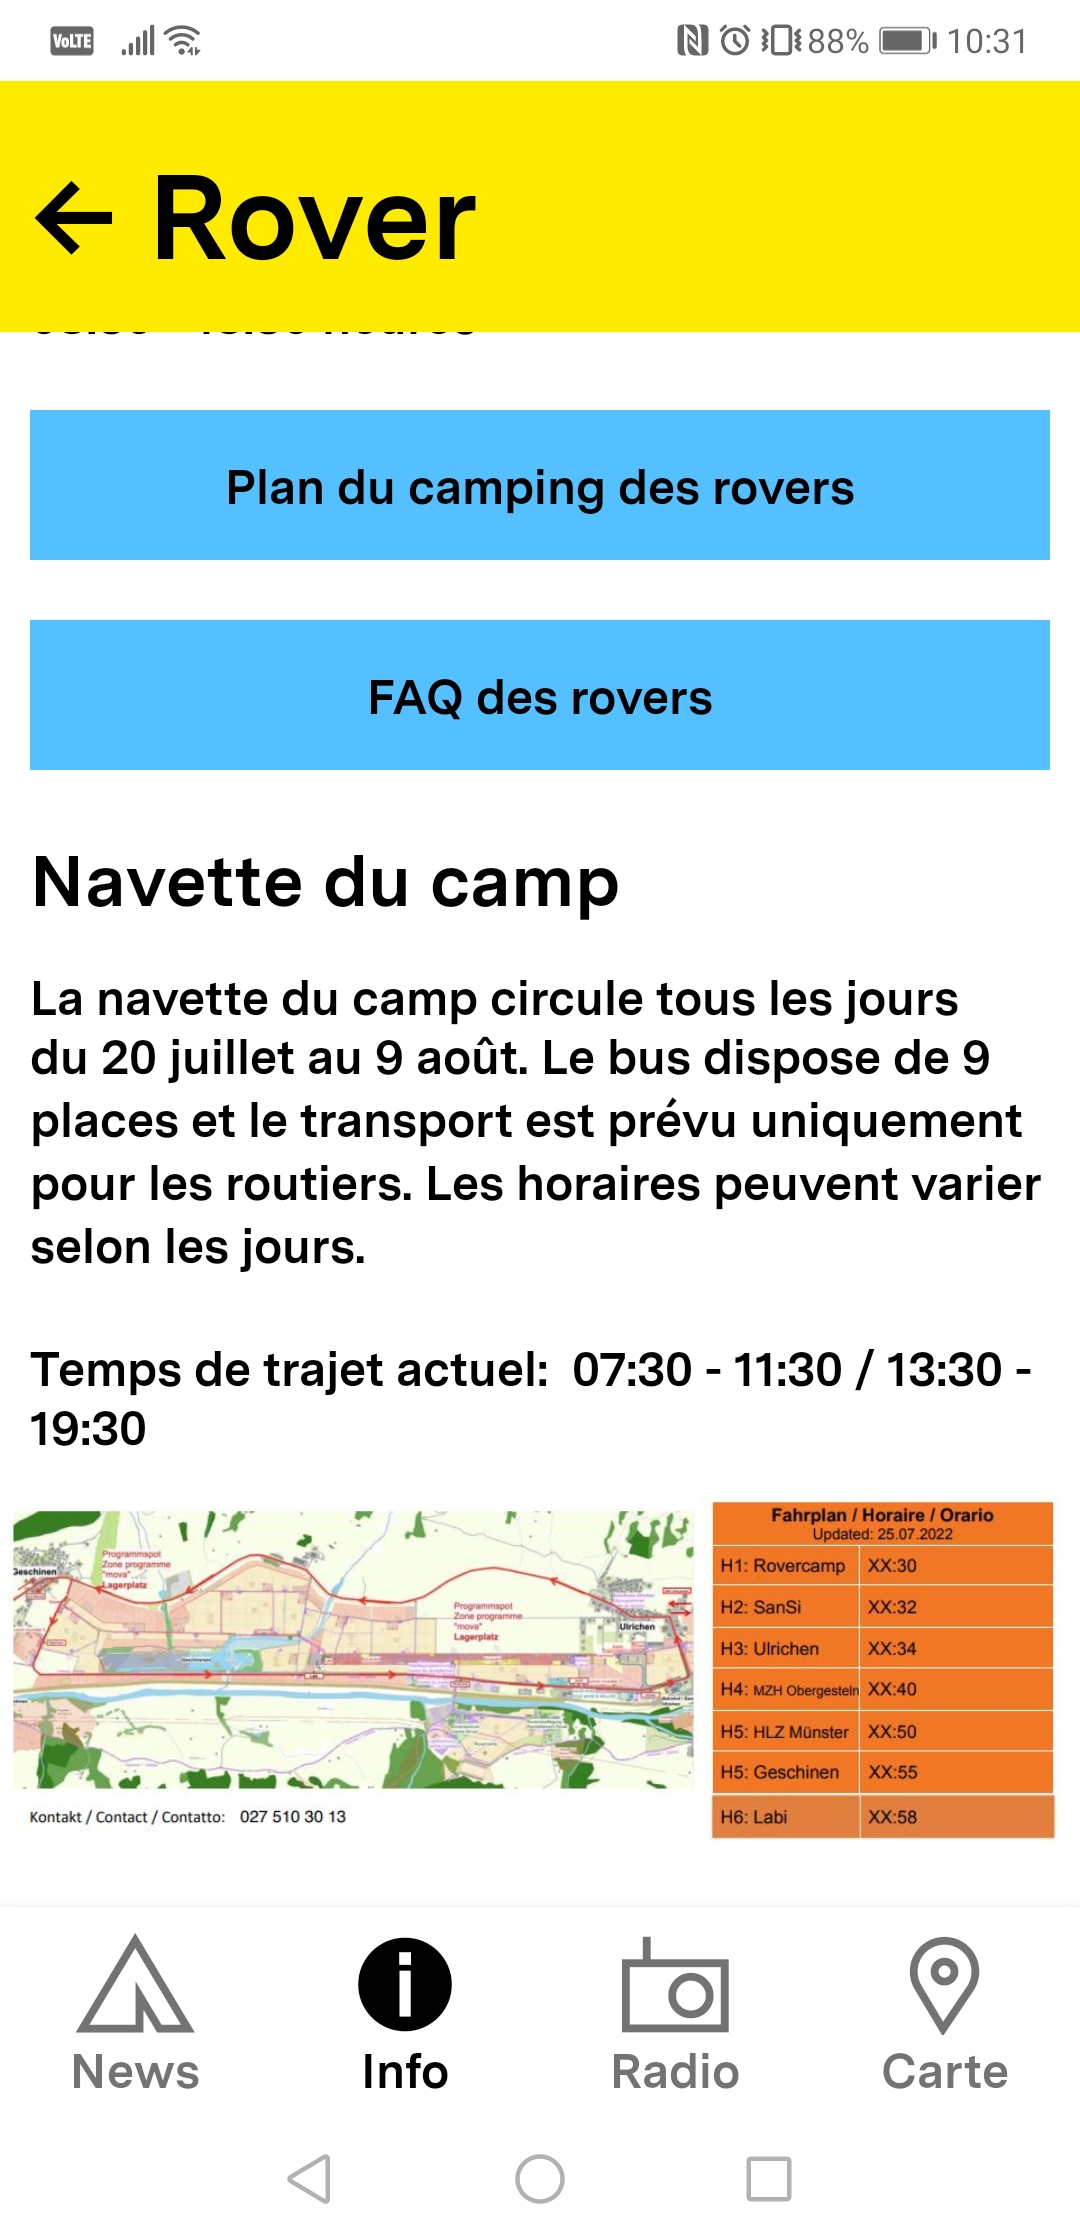 VoLTE 88% 10:31
Rover
Plan du camping des rovers
FAQ des rovers
Navette du camp
La navette du camp circule tous les jours
du 20 juillet au 9 août. Le bus dispose de 9
places et le transport est prévu uniquement
pour les routiers. Les horaires peuvent varier
selon les jours.
Temps de trajet actuel: 07:30 - 11:30 / 13:30 -
19:30
Geschinen
Programmspot
Zone programme
"mova"
Lagerplatz
Programmspot
Zone programme
"mova"
Lagerplatz
Ulrichen
Kontakt / Contact / Contatto: 027 510 30 13
Fahrplan / Horaire / Orario
Updated: 25.07.2022
H1: Rovercamp XX:30
H2: SanSi XX:32
H3: Ulrichen XX:34
H4: MZH Obergesteln XX:40
H5: HLZ Münster XX:50
H5: Geschinen XX:55
H6: Labi XX:58
News Info Radio Carte